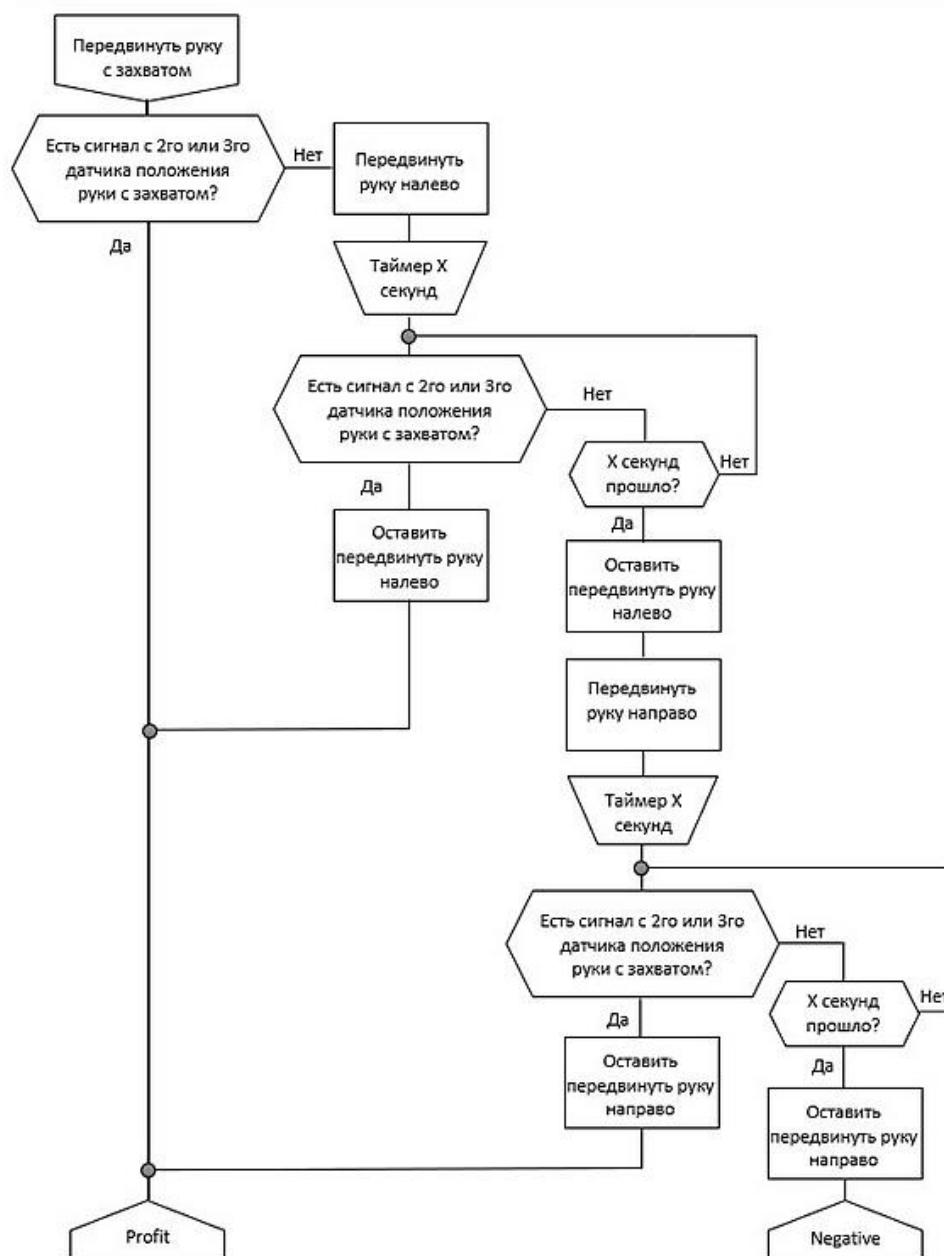 Передвинуть руку
с захватом
Есть сигнал с 2го или 3го
датчика положения
руки с захватом?
Нет
Да
Передвинуть
руку налево
Таймер X
секунд
Есть сигнал с 2го или 3го
датчика положения
руки с захватом?
Нет
Да
X секунд
прошло?
Нет
Да
Оставить
передвинуть руку
налево
Оставить
передвинуть руку
налево
Передвинуть
руку направо
Таймер X
секунд
Есть сигнал с 2го или 3го
датчика положения
руки с захватом?
Нет
Да
X секунд
прошло?
Нет
Да
Оставить
передвинуть руку
направо
Оставить
передвинуть руку
направо
Profit
Negative